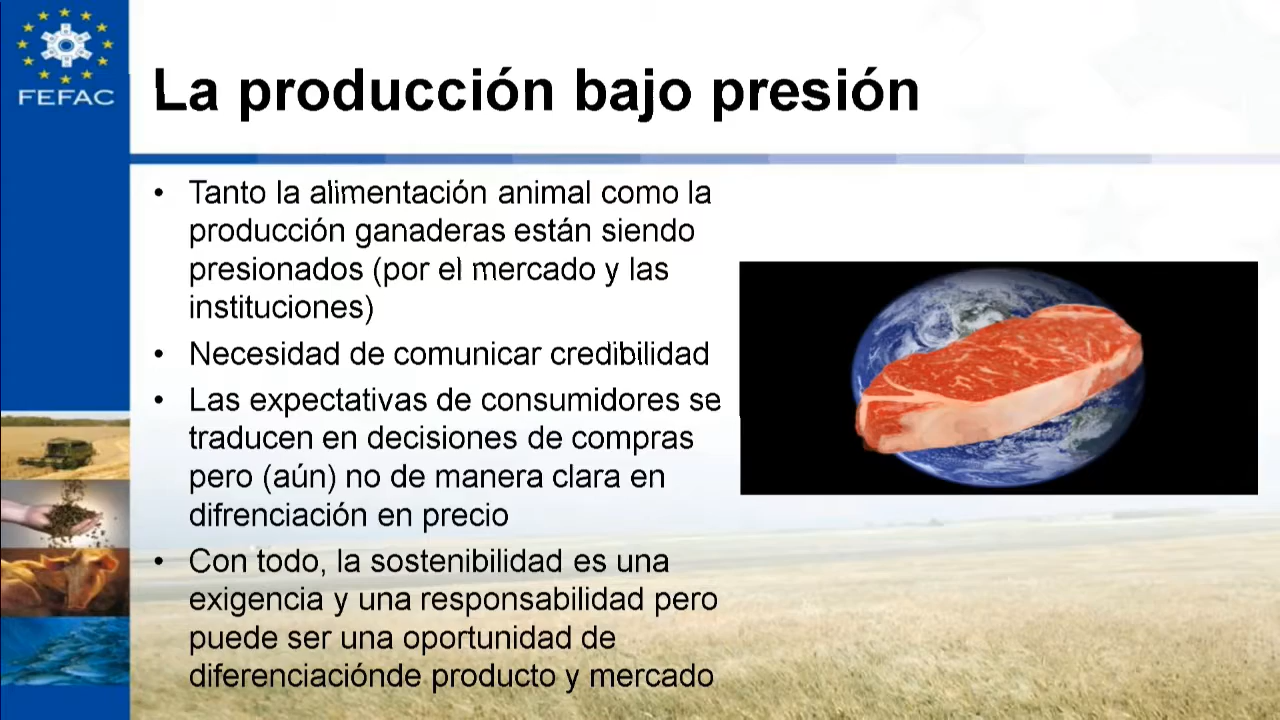 FEFAC
La producción bajo presión
• Tanto la alimentación animal como la
producción ganaderas están siendo
presionados (por el mercado y las
instituciones)
• Necesidad de comunicar credibilidad
• Las expectativas de consumidores se
traducen en decisiones de compras
pero (aún) no de manera clara en
difrenciación en precio
• Con todo, la sostenibilidad es una
exigencia y una responsabilidad pero
puede ser una oportunidad de
diferenciaciónde producto y mercado